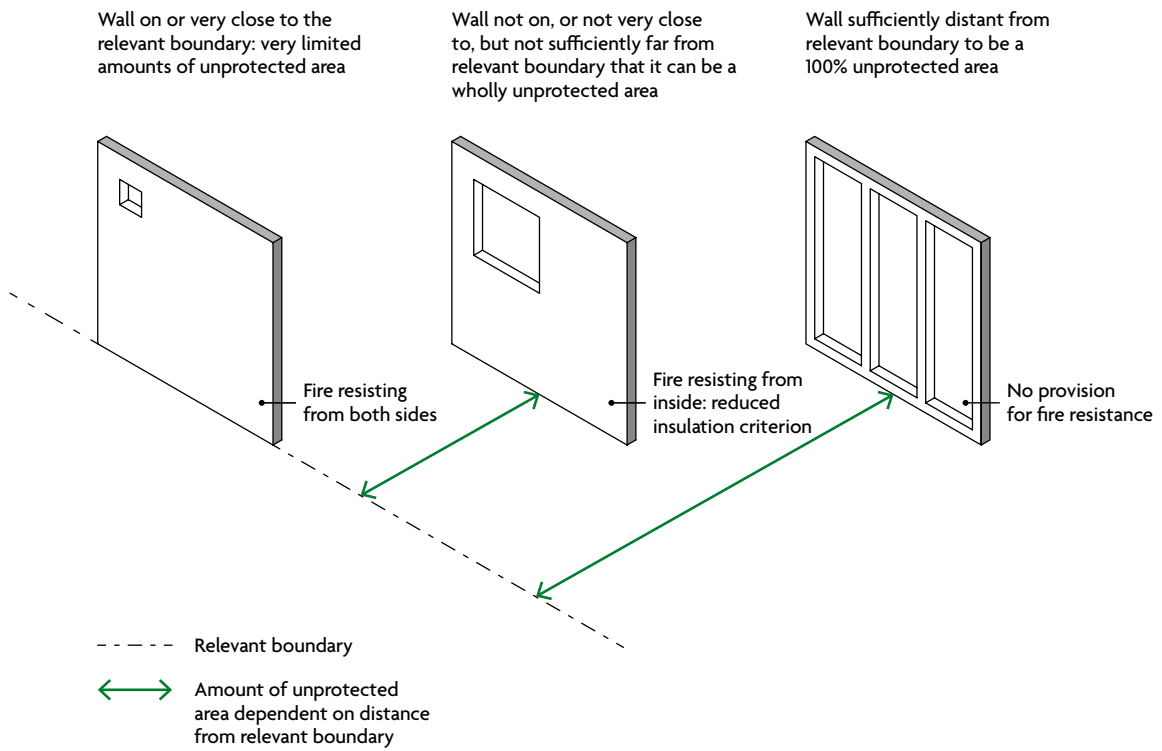 Wall on or very close to the
relevant boundary: very limited
amounts of unprotected area
Wall not on, or not very close
to, but not sufficiently far from
relevant boundary that it can be a
wholly unprotected area
Wall sufficiently distant from
relevant boundary to be a
100% unprotected area
Fire resisting
from both sides
Fire resisting from
inside: reduced
insulation criterion
No provision
for fire resistance
Relevant boundary
Amount of unprotected
area dependent on distance
from relevant boundary